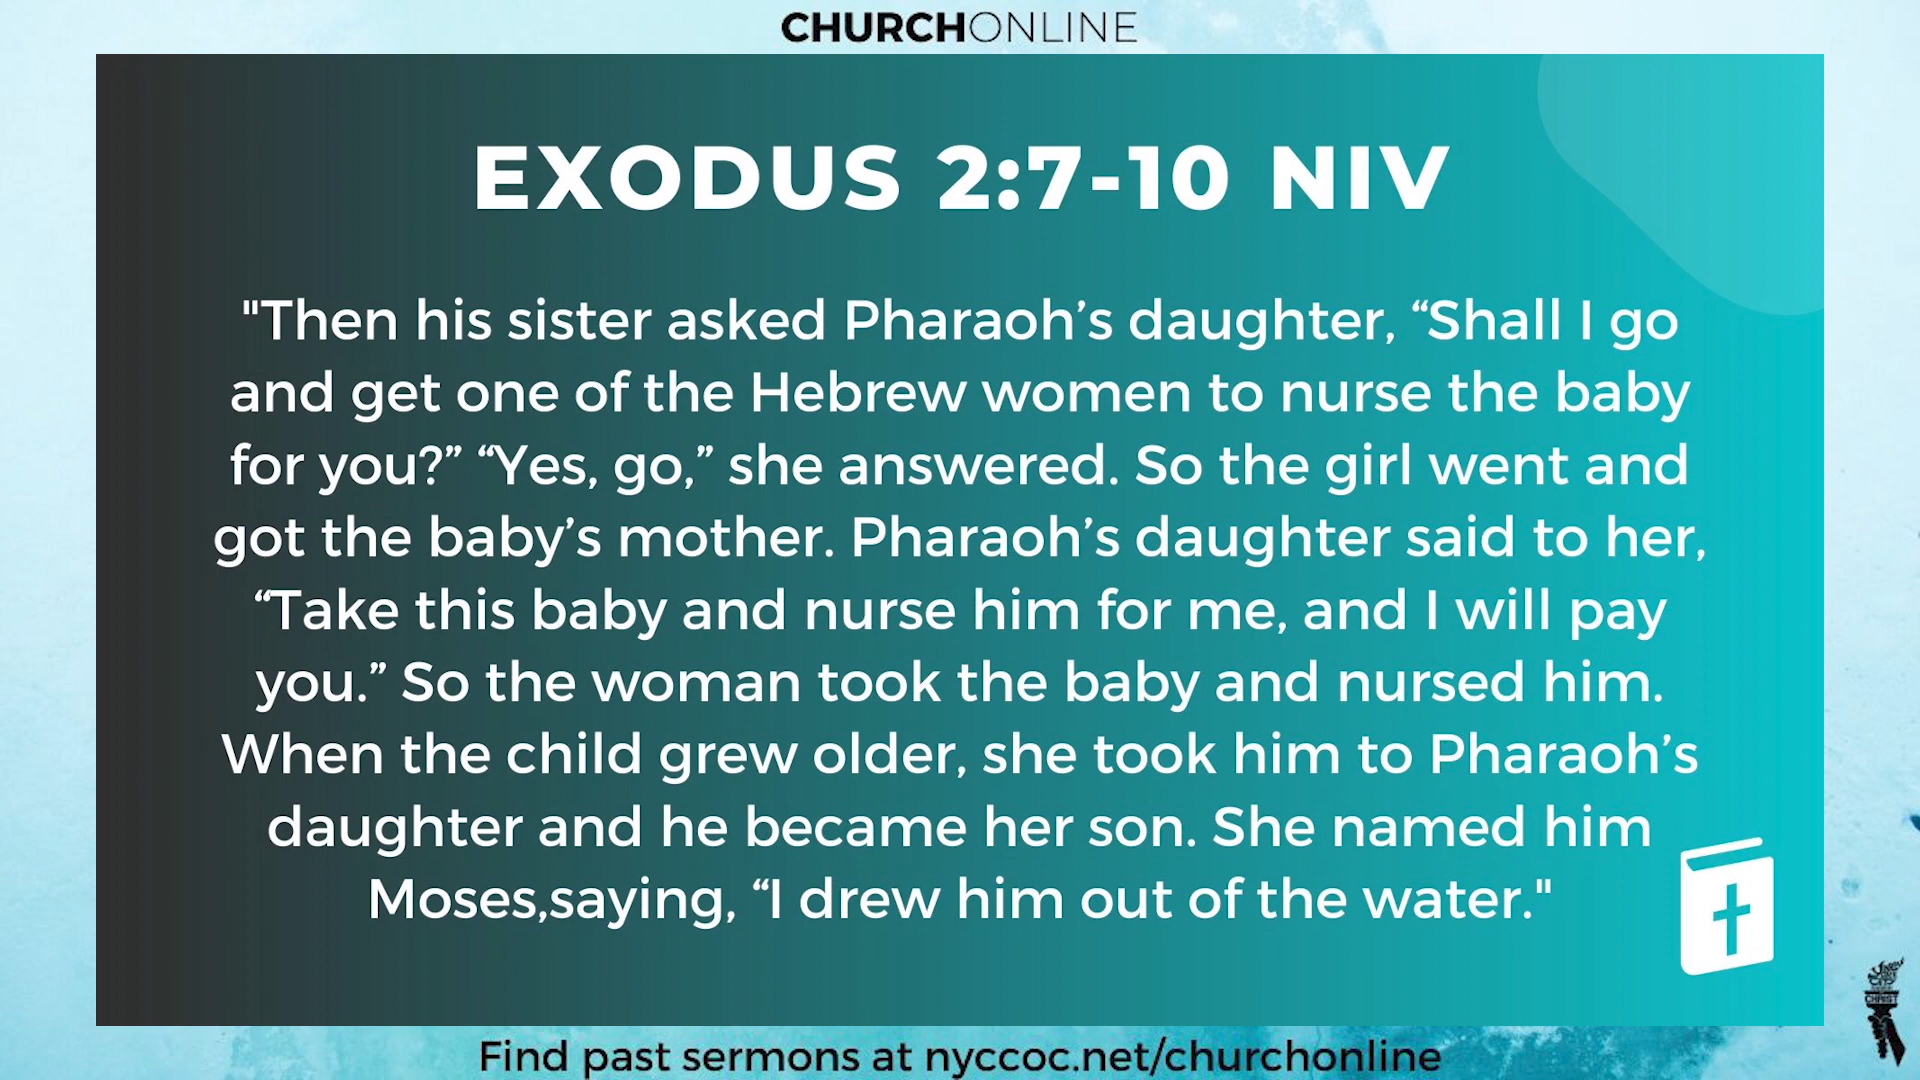 CHURCHONLINE
EXODUS 2:7-10 NIV
"Then his sister asked Pharaoh’s daughter, “Shall I go
and get one of the Hebrew women to nurse the baby
for you?” “Yes, go,” she answered. So the girl went and
got the baby’s mother. Pharaoh’s daughter said to her,
“Take this baby and nurse him for me, and I will pay
you.” So the woman took the baby and nursed him.
When the child grew older, she took him to Pharaoh’s
daughter and he became her son. She named him
Moses,saying, “I drew him out of the water."
CHRIST
Find past sermons at nyccoc.net/churchonline